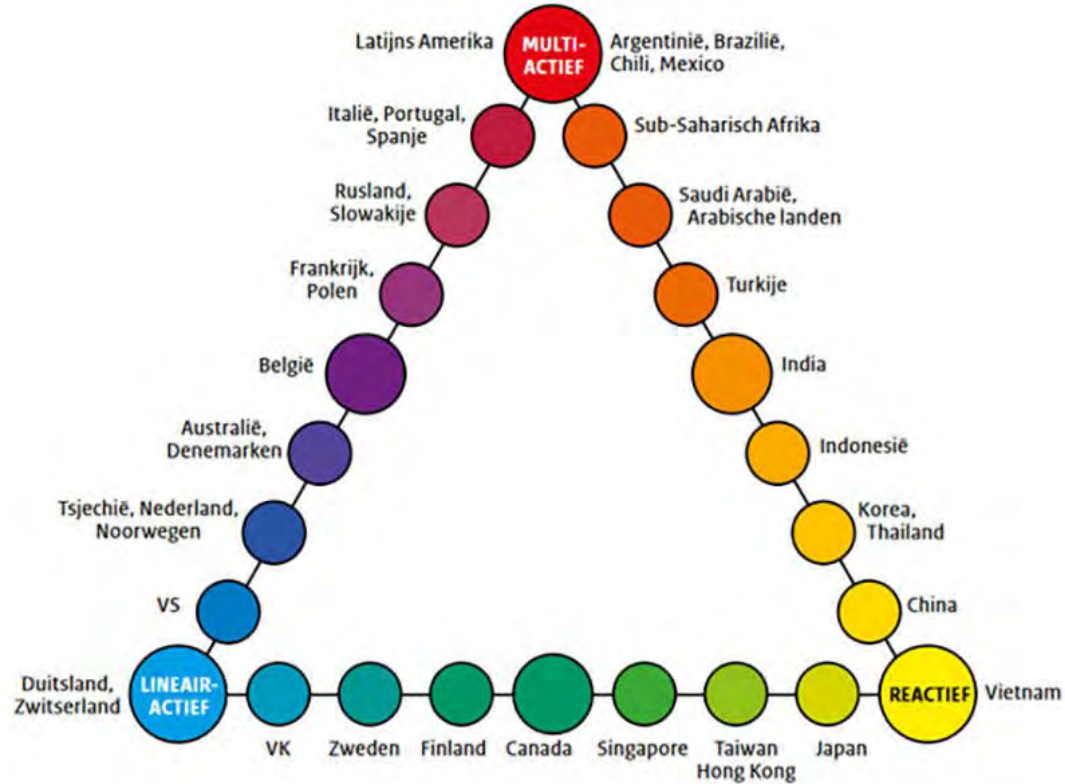 Latijns Amerika
MULTI-
ACTIEF
Argentinië, Brazilië,
Chili, Mexico
Italië, Portugal,
Spanje
Sub-Saharisch Afrika
Rusland,
Slowakije
Saudi Arabië,
Arabische landen
Frankrijk,
Polen
Turkije
België
India
Australië,
Denemarken
Indonesië
Tsjechië, Nederland,
Noorwegen
Korea,
Thailand
VS
China
Duitsland,
Zwitserland
LINEAIR-
ACTIEF
REACTIEF
Vietnam
VK
Zweden
Finland
Canada
Singapore
Taiwan
Hong Kong
Japan